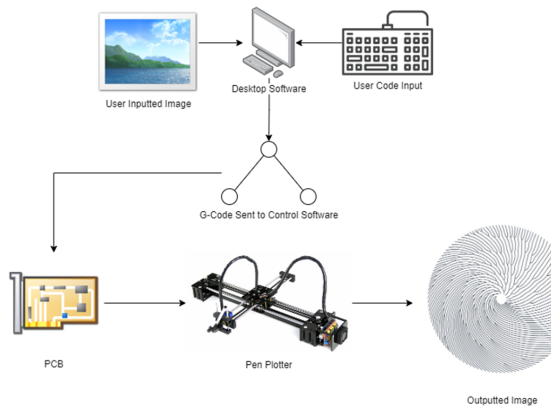 User Inputted Image
Desktop Software
User Code Input
G-Code Sent to Control Software
PCB
Pen Plotter
Outputted Image